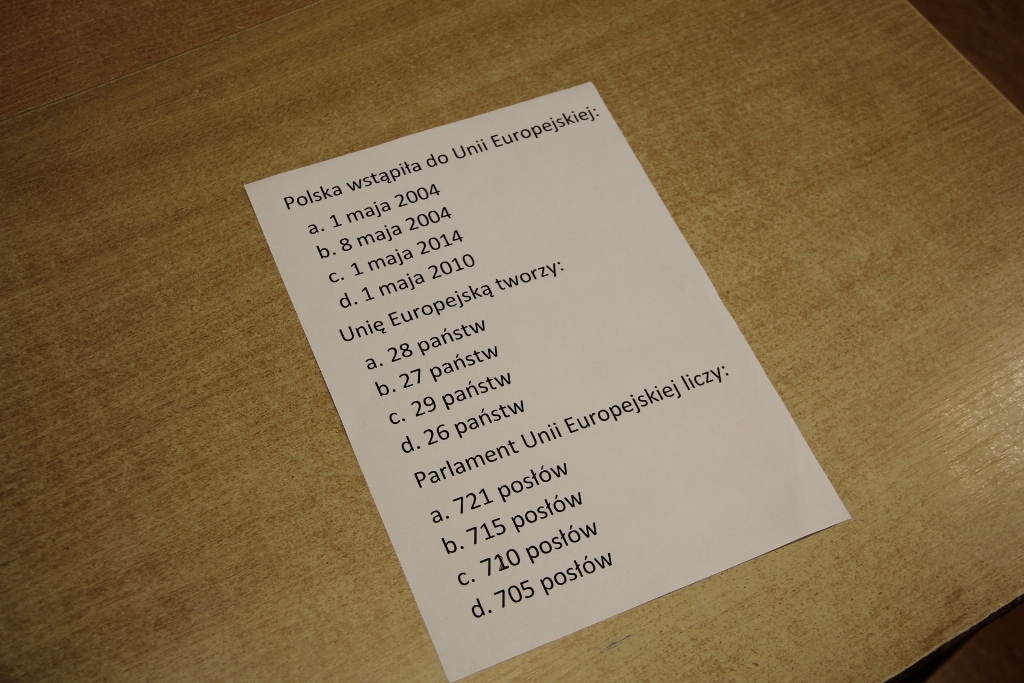 Polska wstąpiła do Unii Europejskiej:
a. 1 maja 2004
b. 8 maja 2004
c. 1 maja 2014
d. 1 maja 2010
Unię Europejską tworzy:
a. 28 państw
b. 27 państw
c. 29 państw
d. 26 państw
Parlament Unii Europejskiej liczy:
a. 721 posłów
b. 715 posłów
c. 710 posłów
d. 705 posłów